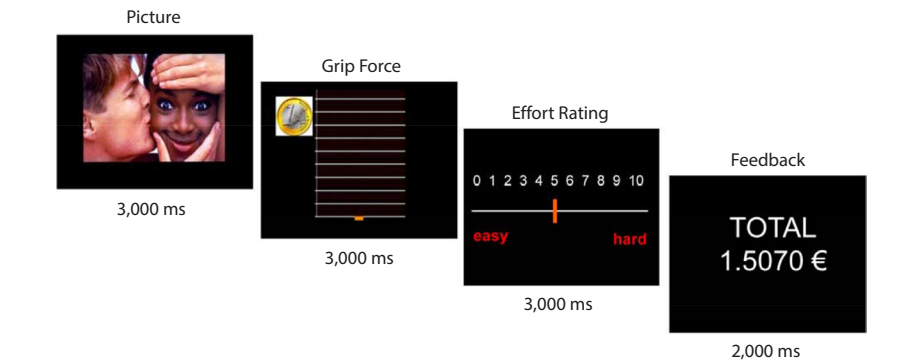 Picture
3,000 ms
Grip Force
3,000 ms
Effort Rating
0 1 2 3 4 5 6 7 8 9 10
easy hard
3,000 ms
Feedback
TOTAL
1.5070 €
2,000 ms